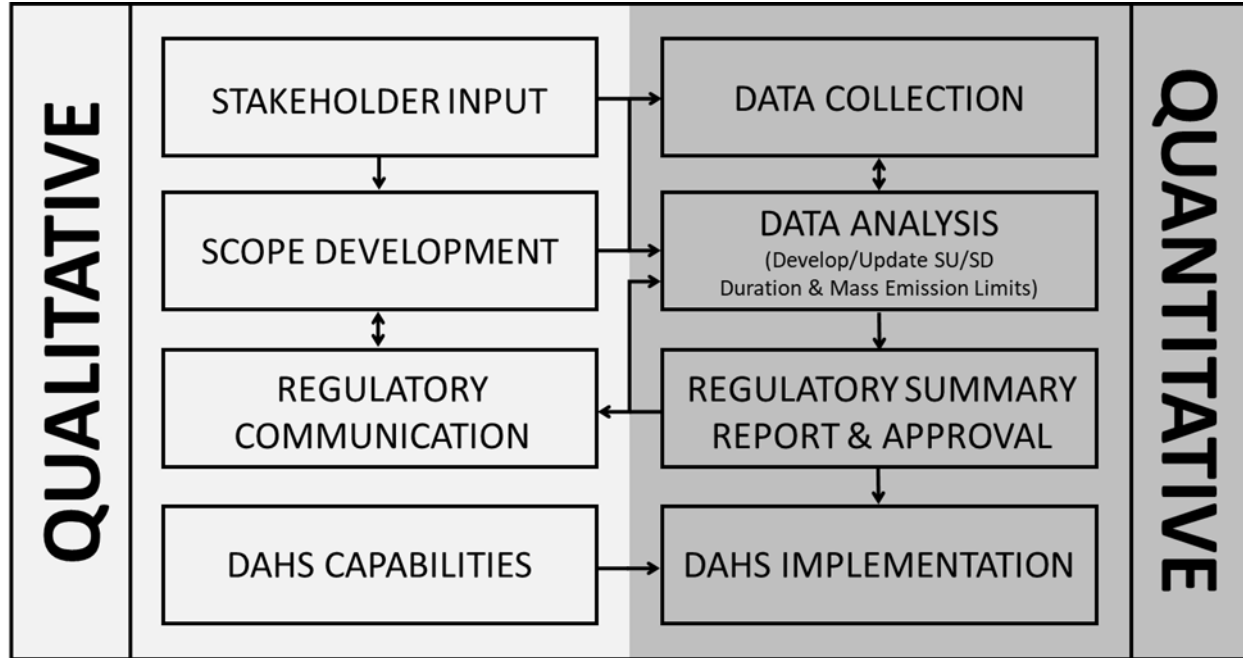 QUALITATIVE
STAKEHOLDER INPUT
SCOPE DEVELOPMENT
REGULATORY
COMMUNICATION
DAHS CAPABILITIES
DATA COLLECTION
DATA ANALYSIS
(Develop/Update SU/SD
Duration & Mass Emission Limits)
REGULATORY SUMMARY
REPORT & APPROVAL
DAHS IMPLEMENTATION
QUANTITATIVE